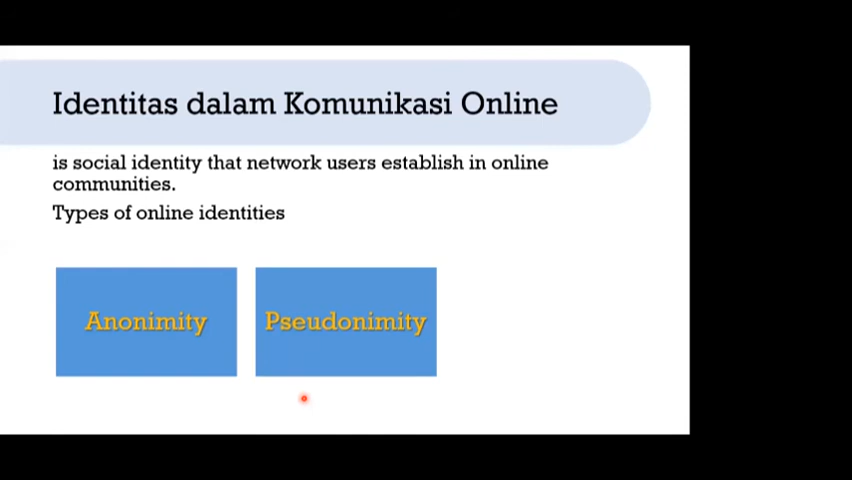 Identitas dalam Komunikasi Online
is social identity that network users establish in online
communities.
Types of online identities
Anonimity
Pseudonimity